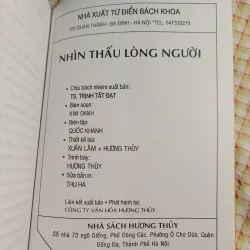 NHÀ XUẤT TỪ ĐIỂN BÁCH KHOA
109 QUÁN THÁNH - BA ĐÌNH - HÀ NỘI *ĐT: 047339279
NHÌN THẤU LÒNG NGƯỜI
• Chịu trách nhiệm xuất bản:
TS. TRỊNH TẤT ĐẠT
• Biên soạn:
KIM OANH
• Biên tập:
QUỐC KHÁNH
• Thiết kế bìa:
XUÂN LÂM + HƯƠNG THỦY
• Trình bày:
HƯƠNG THỦY
• Sửa bản in:
THU HÀ
Liên kết xuất bản + Phát hành tại:
CÔNG TY VĂN HÓA HƯƠNG THỦY
NHÀ SÁCH HƯƠNG THỦY
Số nhà 73 ngõ Giếng, Phố Đông Các, Phường Ô Chợ Dừa, Quận
Đống Đa, Thành Phố Hà Nội